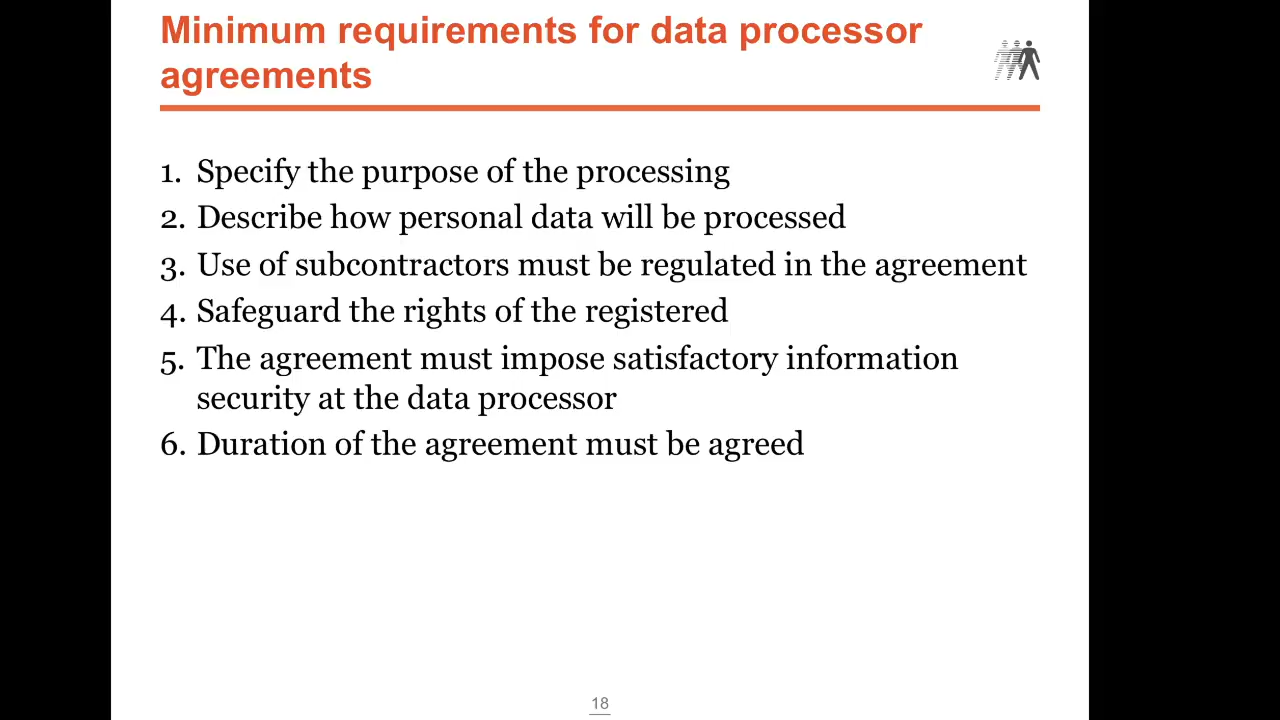 Minimum requirements for data processor
agreements
1. Specify the purpose of the processing
2. Describe how personal data will be processed
3. Use of subcontractors must be regulated in the agreement
4. Safeguard the rights of the registered
5. The agreement must impose satisfactory information
security at the data processor
6. Duration of the agreement must be agreed
18